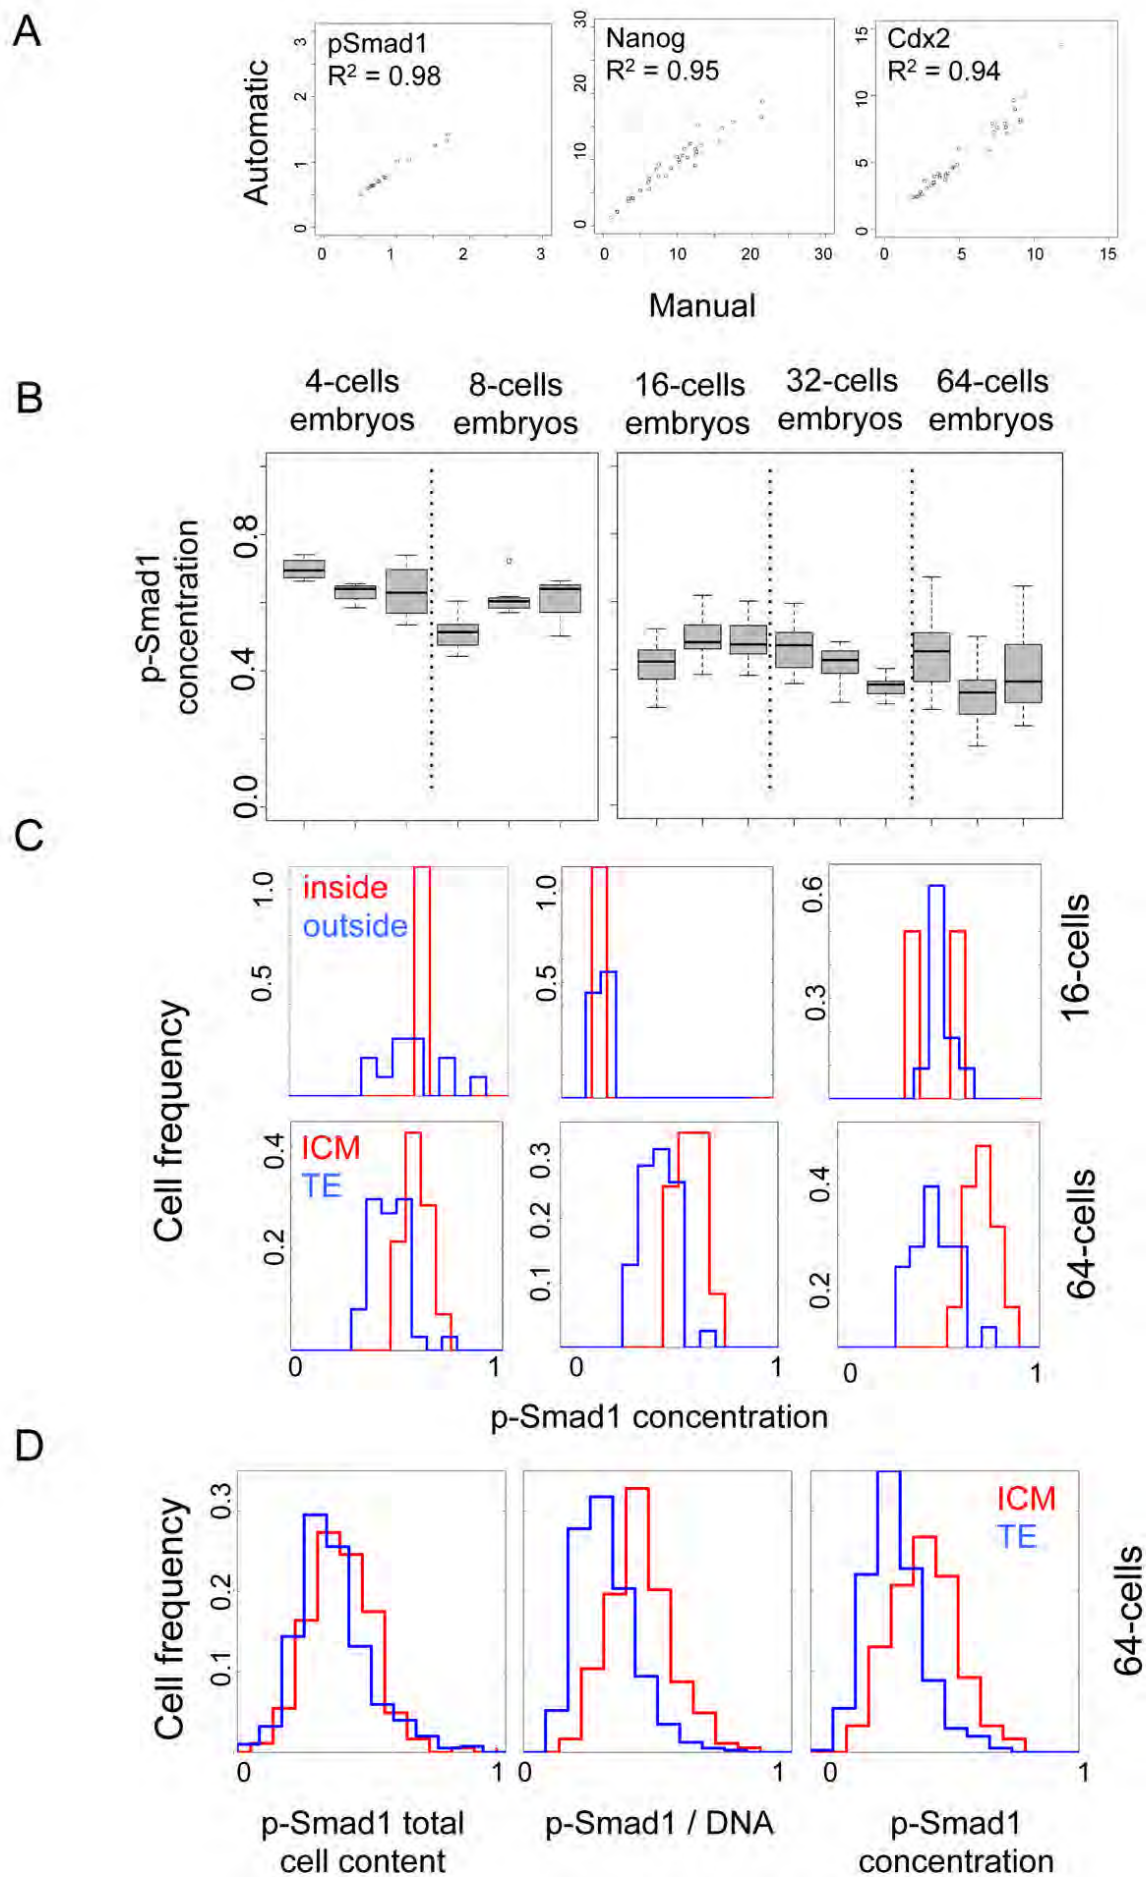 A
pSmad1
R² = 0.98
Nanog
R² = 0.95
Cdx2
R² = 0.94
Automatic
3
2
1
0
0
1
2
3
30
20
10
0
0
10
20
30
15
10
5
0
0
5
10
15
Manual
B
4-cells
embryos
8-cells
embryos
16-cells
embryos
32-cells
embryos
64-cells
embryos
p-Smad1
concentration
0.8
0.4
0.0
C
Cell frequency
inside
outside
1.0
0.5
1.0
0.5
0.6
0.3
16-cells
ICM
TE
0.4
0.2
0
1
0.3
0.2
0.1
0
1
0.4
0.2
0
1
64-cells
p-Smad1 concentration
D
Cell frequency
0.3
0.2
0.1
ICM
TE
64-cells
0
1
0
1
0
1
p-Smad1 total
cell content
p-Smad1 / DNA
p-Smad1
concentration